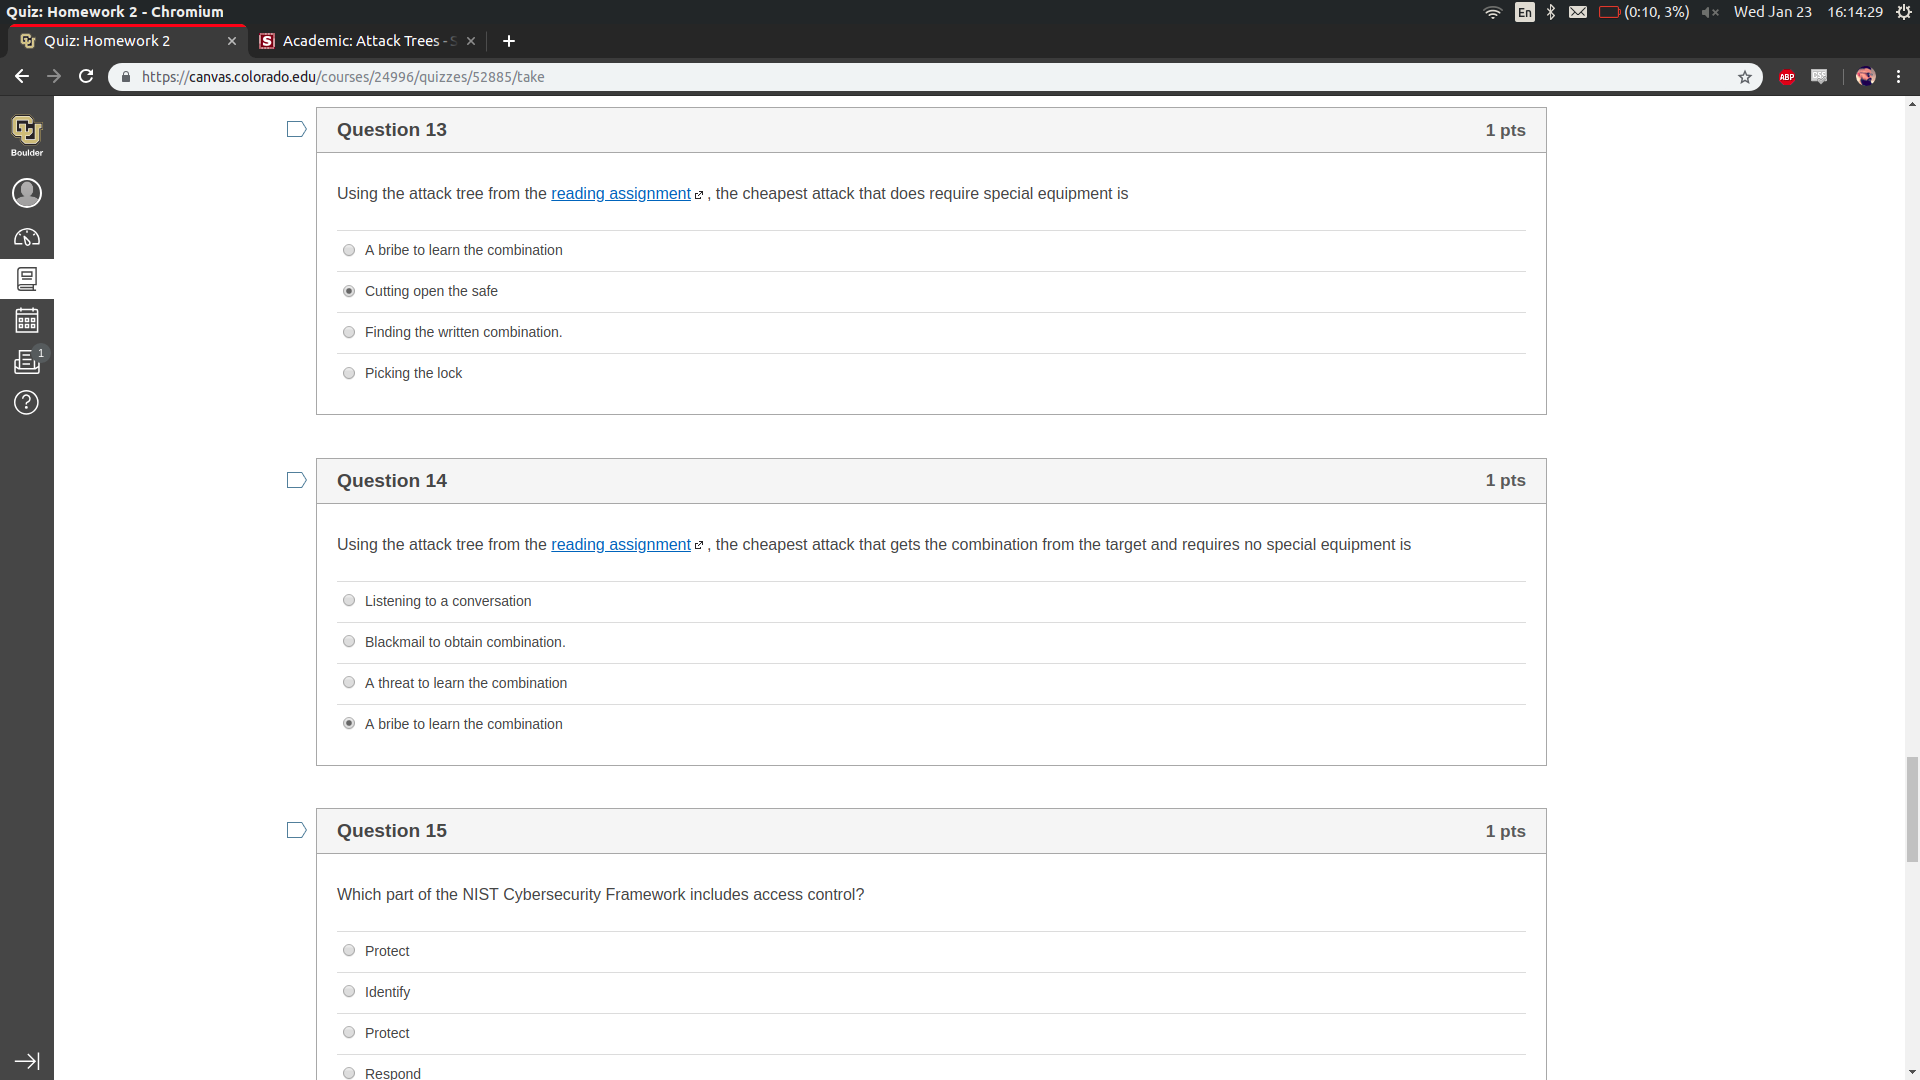 Quiz: Homework 2 - Chromium
En
(0:10, 3%)
Wed Jan 23
16:14:29
Quiz: Homework 2
S
Academic: Attack Trees - S
https://canvas.colorado.edu/courses/24996/quizzes/52885/take
ABP
CSF
Boulder
1
?
Question 13
1 pts
Using the attack tree from the reading assignment , the cheapest attack that does require special equipment is
A bribe to learn the combination
Cutting open the safe
Finding the written combination.
Picking the lock
Question 14
1 pts
Using the attack tree from the reading assignment , the cheapest attack that gets the combination from the target and requires no special equipment is
Listening to a conversation
Blackmail to obtain combination.
A threat to learn the combination
A bribe to learn the combination
Question 15
1 pts
Which part of the NIST Cybersecurity Framework includes access control?
Protect
Identify
Protect
Respond